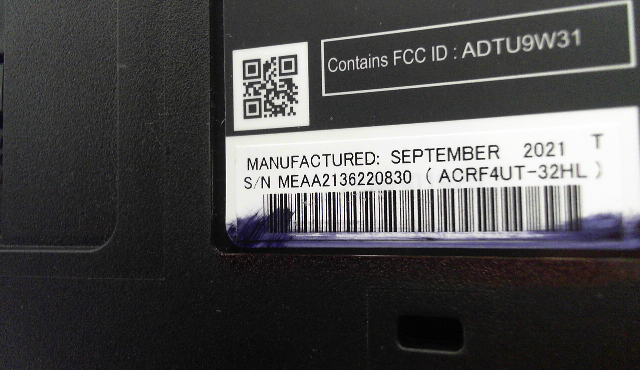 Contains FCC ID : ADTU9W31
MANUFACTURED: SEPTEMBER 2021 T
S/N MEAA2136220830 ( ACRF4UT-32HL )